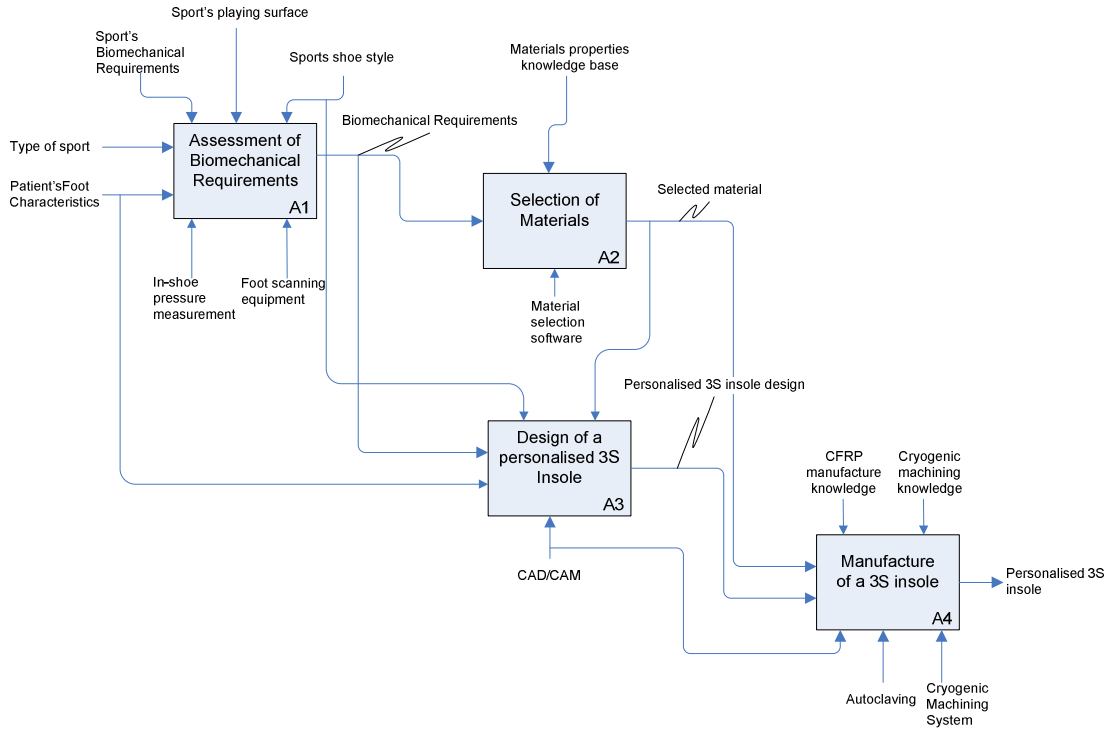 Sport's playing surface
Sport's
Biomechanical
Requirements
Sports shoe style
Materials properties
knowledge base
Biomechanical Requirements
Type of sport
Assessment of
Biomechanical
Requirements
A1
Patient'sFoot
Characteristics
Selected material
Selection of
Materials
A2
In-shoe
pressure
measurement
Foot scanning
equipment
Material
selection
software
Personalised 3S insole design
Design of a
personalised 3S
Insole
A3
CFRP
manufacture
knowledge
Cryogenic
machining
knowledge
CAD/CAM
Manufacture
of a 3S insole
A4
Personalised 3S
insole
Autoclaving
Cryogenic
Machining
System